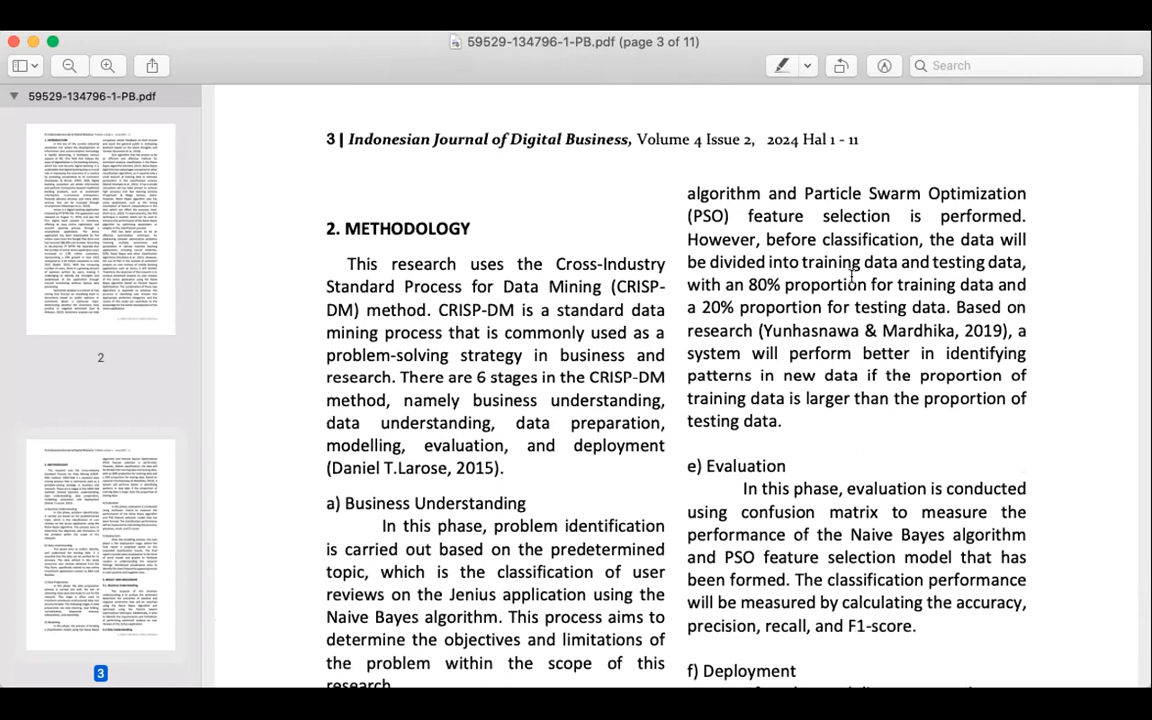 59529-134796-1-PB.pdf (page 3 of 11)
Search
59529-134796-1-PB.pdf
2
3
3 | Indonesian Journal of Digital Business, Volume 4 Issue 2, 2024 Hal 1 - 11
2. METHODOLOGY
This research uses the Cross-Industry
Standard Process for Data Mining (CRISP-
DM) method. CRISP-DM is a standard data
mining process that is commonly used as a
problem-solving strategy in business and
research. There are 6 stages in the CRISP-DM
method, namely business understanding,
data understanding, data preparation,
modelling, evaluation, and deployment
(Daniel T.Larose, 2015).
a) Business Understanding
In this phase, problem identification
is carried out based on the predetermined
topic, which is the classification of user
reviews on the Jenius application using the
Naive Bayes algorithm. This process aims to
determine the objectives and limitations of
the problem within the scope of this
research.
algorithm and Particle Swarm Optimization
(PSO) feature selection is performed.
However, before classification, the data will
be divided into training data and testing data,
with an 80% proportion for training data and
a 20% proportion for testing data. Based on
research (Yunhasnawa & Mardhika, 2019), a
system will perform better in identifying
patterns in new data if the proportion of
training data is larger than the proportion of
testing data.
e) Evaluation
In this phase, evaluation is conducted
using confusion matrix to measure the
performance of the Naive Bayes algorithm
and PSO feature selection model that has
been formed. The classification performance
will be measured by calculating the accuracy,
precision, recall, and F1-score.
f) Deployment